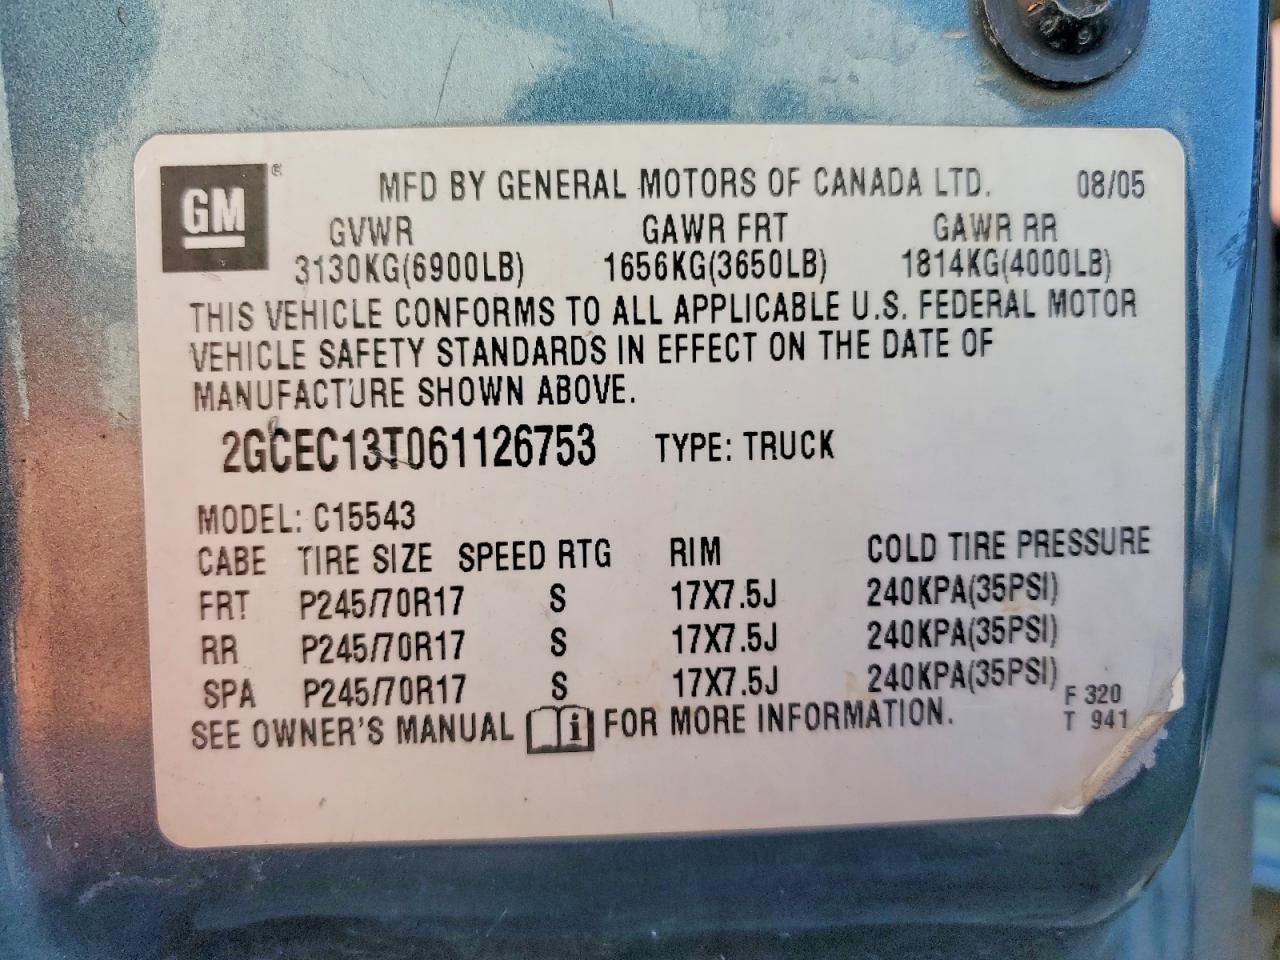 GM ® MFD BY GENERAL MOTORS OF CANADA LTD. 08/05
GVWR GAWR FRT GAWR RR
3130KG(6900LB) 1656KG(3650LB) 1814KG(4000LB)
THIS VEHICLE CONFORMS TO ALL APPLICABLE U.S. FEDERAL MOTOR
VEHICLE SAFETY STANDARDS IN EFFECT ON THE DATE OF
MANUFACTURE SHOWN ABOVE.
2GCEC13T061126753 TYPE: TRUCK
MODEL: C15543
CABE TIRE SIZE SPEED RTG RIM COLD TIRE PRESSURE
FRT P245/70R17 S 17X7.5J 240KPA(35PSI)
RR P245/70R17 S 17X7.5J 240KPA(35PSI)
SPA P245/70R17 S 17X7.5J 240KPA(35PSI)
F 320
SEE OWNER'S MANUAL i FOR MORE INFORMATION. T 941